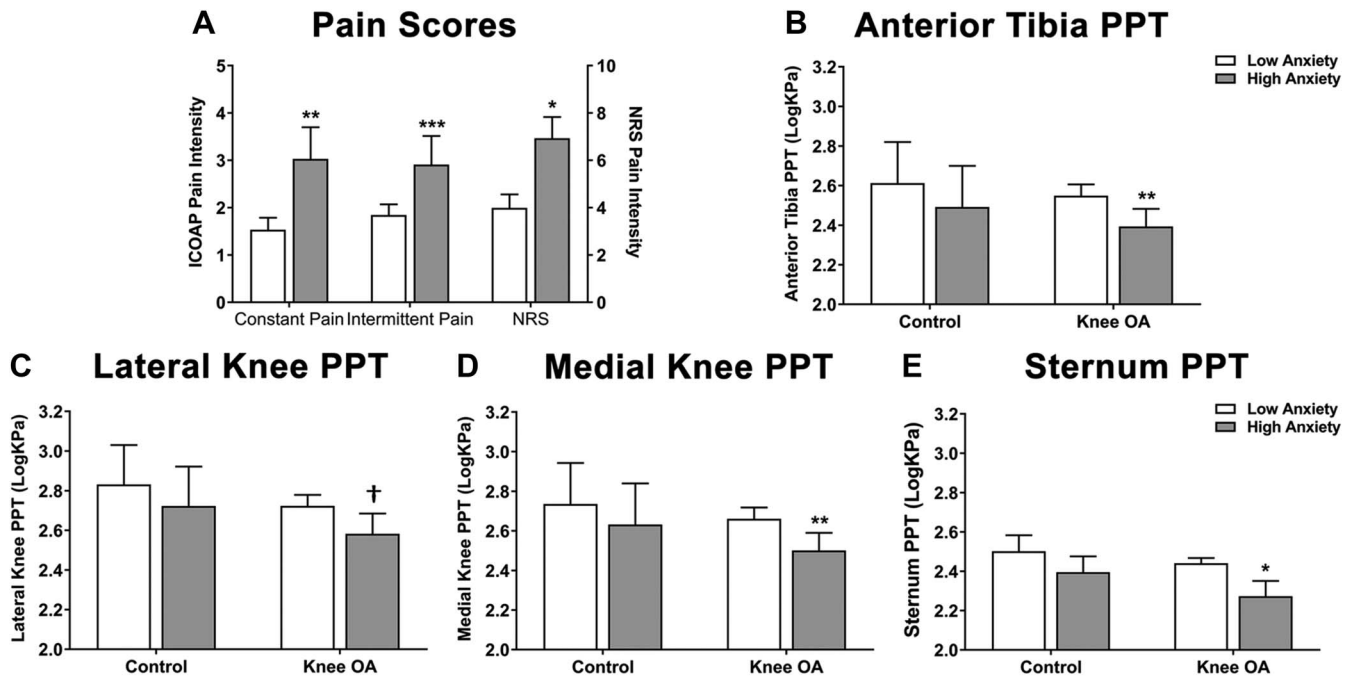 A Pain Scores
ICOAP Pain Intensity
5
4
3
2
1
0
** *** *
10
8
6
4
2
0
NRS Pain Intensity
Constant Pain Intermittent Pain NRS
B Anterior Tibia PPT
Low Anxiety
High Anxiety
Anterior Tibia PPT (LogKPa)
3.2
3.0
2.8
2.6
2.4
2.2
2.0
**
Control Knee OA
C Lateral Knee PPT
Lateral Knee PPT (LogKPa)
3.2
3.0
2.8
2.6
2.4
2.2
2.0
†
Control Knee OA
D Medial Knee PPT
Medial Knee PPT (LogKPa)
3.2
3.0
2.8
2.6
2.4
2.2
2.0
**
Control Knee OA
E Sternum PPT
Low Anxiety
High Anxiety
Sternum PPT (LogKPa)
3.2
3.0
2.8
2.6
2.4
2.2
2.0
*
Control Knee OA